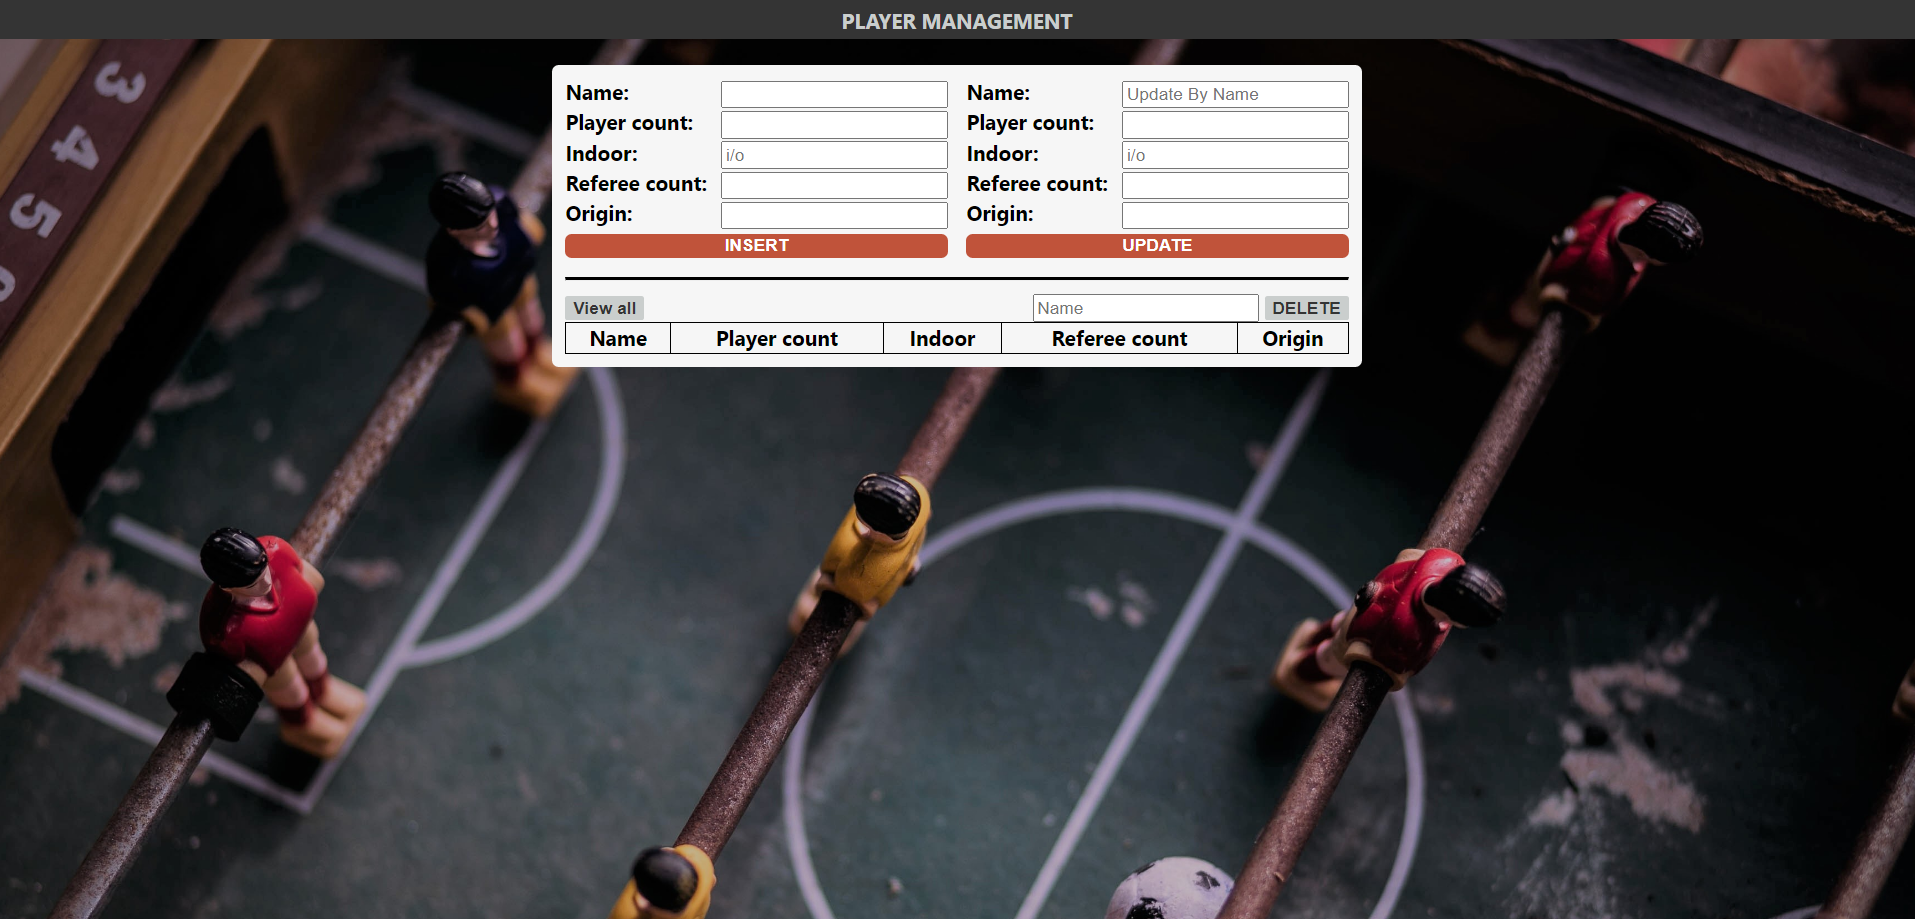 PLAYER MANAGEMENT
Name:
Player count:
Indoor: i/o
Referee count:
Origin:
INSERT
Name: Update By Name
Player count:
Indoor: i/o
Referee count:
Origin:
UPDATE
View all Name DELETE
Name Player count Indoor Referee count Origin
3
4
5